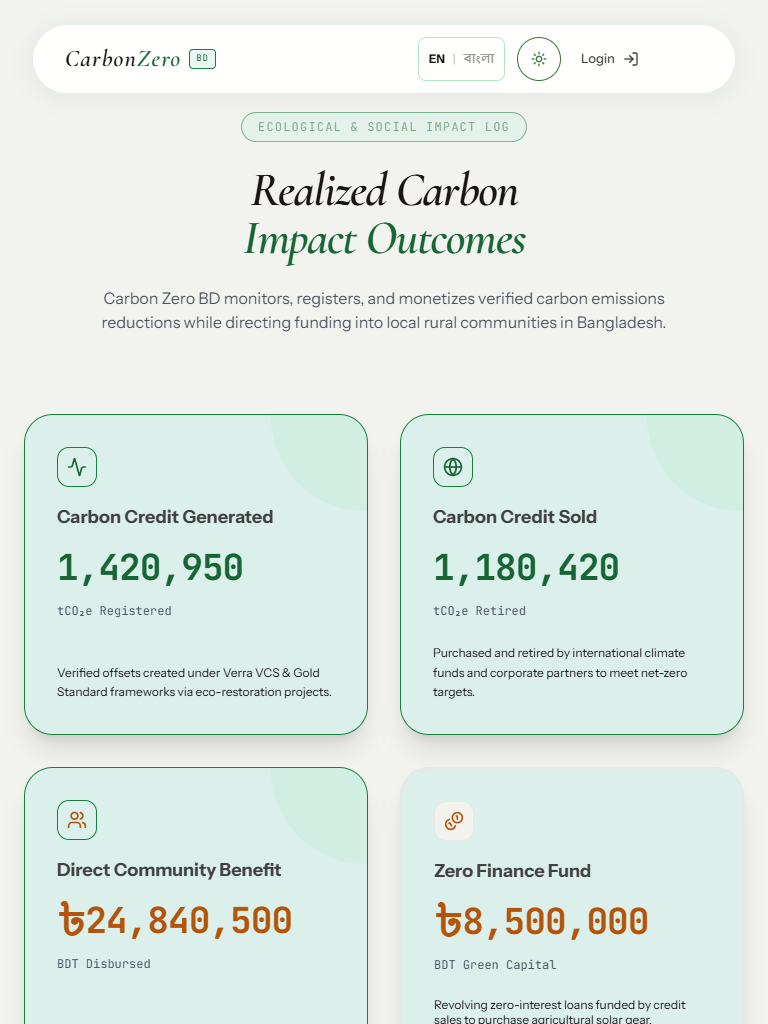 CarbonZero BD
EN | বাংলা
Login
ECOLOGICAL & SOCIAL IMPACT LOG
Realized Carbon
Impact Outcomes
Carbon Zero BD monitors, registers, and monetizes verified carbon emissions
reductions while directing funding into local rural communities in Bangladesh.
Carbon Credit Generated
1,420,950
tCO₂e Registered
Verified offsets created under Verra VCS & Gold
Standard frameworks via eco-restoration projects.
Carbon Credit Sold
1,180,420
tCO₂e Retired
Purchased and retired by international climate
funds and corporate partners to meet net-zero
targets.
Direct Community Benefit
৳24,840,500
BDT Disbursed
Zero Finance Fund
৳8,500,000
BDT Green Capital
Revolving zero-interest loans funded by credit
sales to purchase agricultural solar gear.